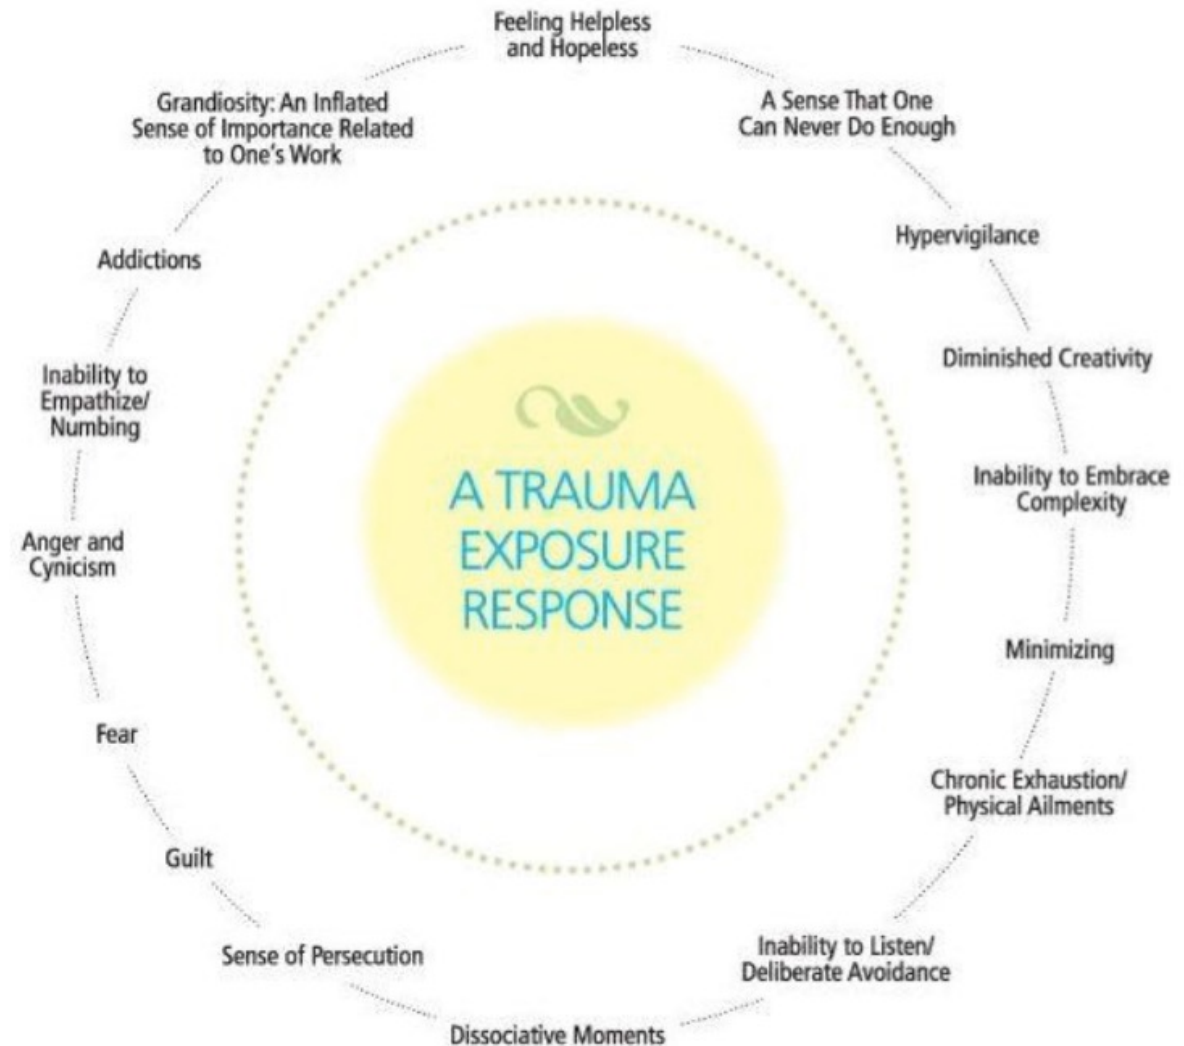 Feeling Helpless
and Hopeless
A Sense That One
Can Never Do Enough
Hypervigilance
Diminished Creativity
Inability to Embrace
Complexity
Minimizing
Chronic Exhaustion/
Physical Ailments
Inability to Listen/
Deliberate Avoidance
Dissociative Moments
Sense of Persecution
Guilt
Fear
Anger and
Cynicism
Inability to
Empathize/
Numbing
Addictions
Grandiosity: An Inflated
Sense of Importance Related
to One's Work
A TRAUMA
EXPOSURE
RESPONSE